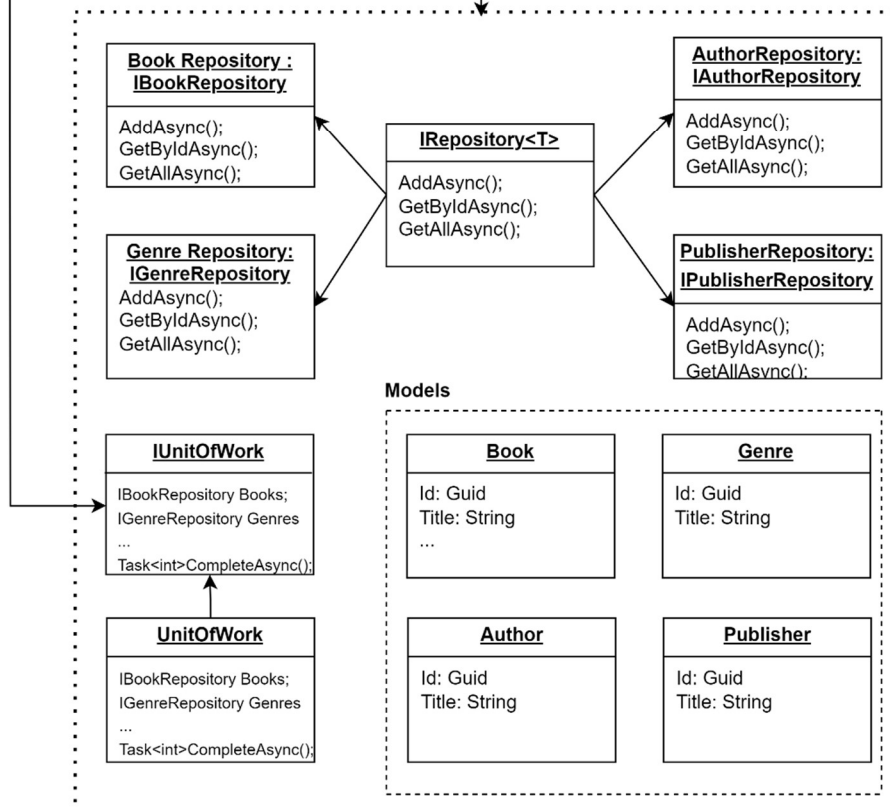 Book Repository :
IBookRepository
AddAsync();
GetByIdAsync();
GetAllAsync();
IRepository<T>
AddAsync();
GetByIdAsync();
GetAllAsync();
AuthorRepository:
IAuthorRepository
AddAsync();
GetByIdAsync();
GetAllAsync();
Genre Repository:
IGenreRepository
AddAsync();
GetByIdAsync();
GetAllAsync();
PublisherRepository:
IPublisherRepository
AddAsync();
GetByIdAsync();
GetAllAsync();
IUnitOfWork
IBookRepository Books;
IGenreRepository Genres
...
Task<int>CompleteAsync();
UnitOfWork
IBookRepository Books;
IGenreRepository Genres
...
Task<int>CompleteAsync();
Models
Book
Id: Guid
Title: String
...
Genre
Id: Guid
Title: String
Author
Id: Guid
Title: String
Publisher
Id: Guid
Title: String